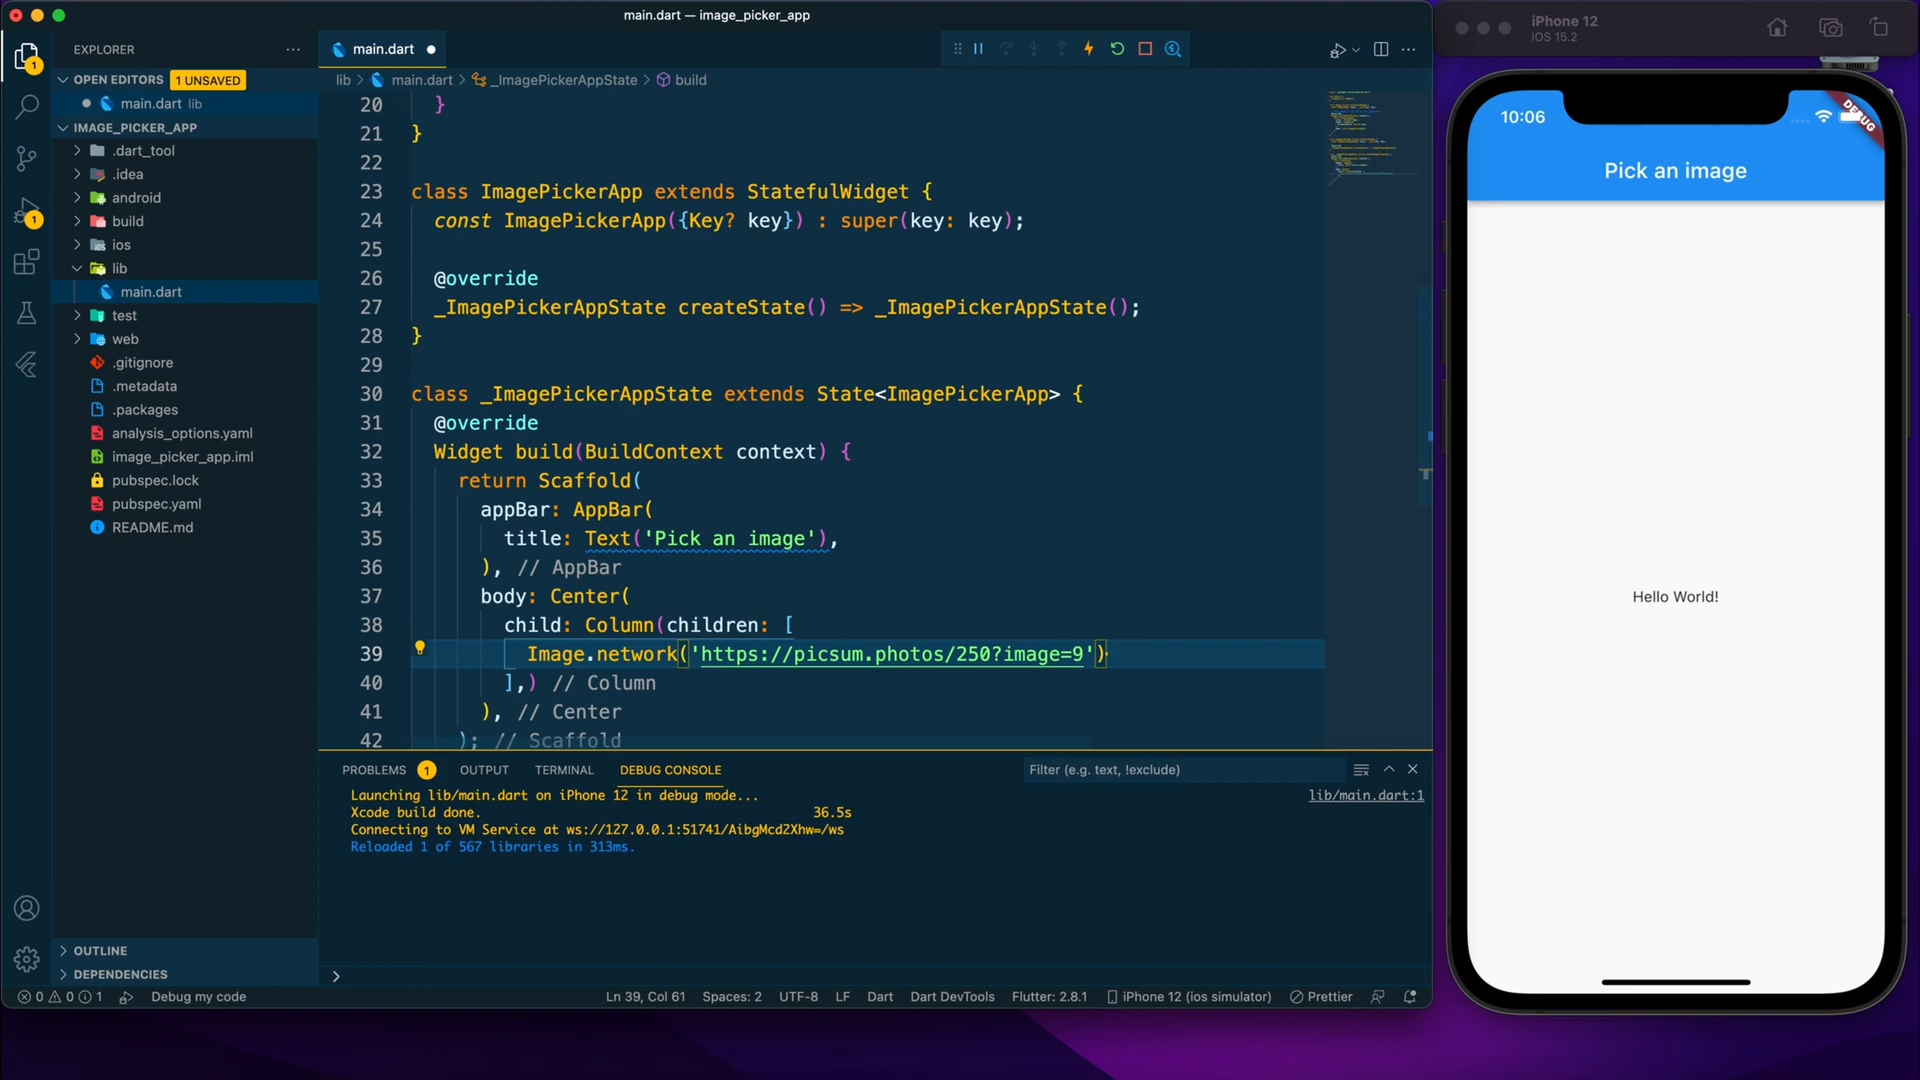 main.dart — image_picker_app
EXPLORER
OPEN EDITORS 1 UNSAVED
main.dart lib
IMAGE_PICKER_APP
.dart_tool
.idea
android
build
ios
lib
main.dart
test
web
.gitignore
.metadata
.packages
analysis_options.yaml
image_picker_app.iml
pubspec.lock
pubspec.yaml
README.md
OUTLINE
DEPENDENCIES
1
1
main.dart
lib > main.dart > _ImagePickerAppState > build
20 }
21 }
22
23 class ImagePickerApp extends StatefulWidget {
24 const ImagePickerApp({Key? key}) : super(key: key);
25
26 @override
27 _ImagePickerAppState createState() => _ImagePickerAppState();
28 }
29
30 class _ImagePickerAppState extends State<ImagePickerApp> {
31 @override
32 Widget build(BuildContext context) {
33 return Scaffold(
34 appBar: AppBar(
35 title: Text('Pick an image'),
36 ), // AppBar
37 body: Center(
38 child: Column(children: [
39 Image.network('https://picsum.photos/250?image=9')
40 ],) // Column
41 ), // Center
42 ); // Scaffold
PROBLEMS 1 OUTPUT TERMINAL DEBUG CONSOLE Filter (e.g. text, !exclude)
Launching lib/main.dart on iPhone 12 in debug mode... lib/main.dart:1
Xcode build done. 36.5s
Connecting to VM Service at ws://127.0.0.1:51741/AibgMcd2Xhw=/ws
Reloaded 1 of 567 libraries in 313ms.
0 0 1 Debug my code Ln 39, Col 61 Spaces: 2 UTF-8 LF Dart Dart DevTools Flutter: 2.8.1 iPhone 12 (ios simulator) Prettier
iPhone 12
iOS 15.2
10:06
DEBUG
Pick an image
Hello World!